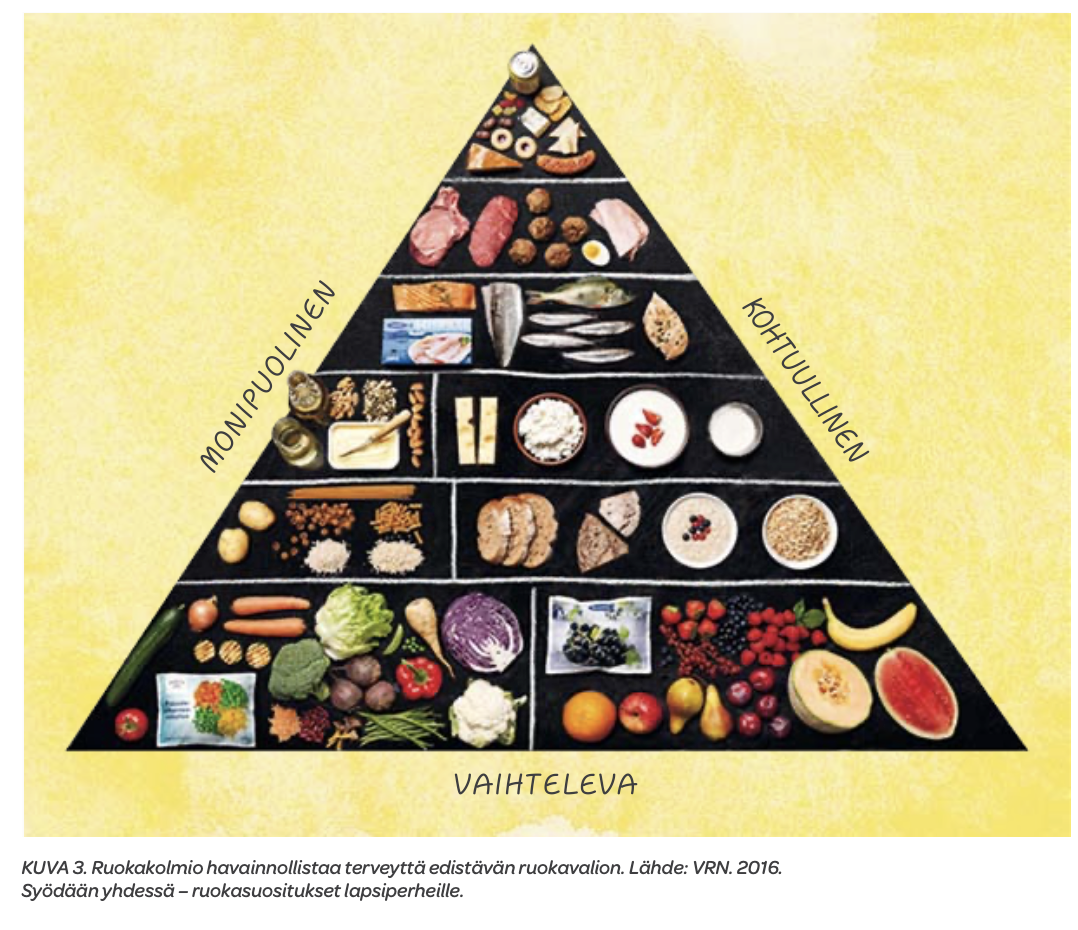 MONIPUOLINEN
KOHTUULLINEN
VAIHTELEVA
KUVA 3. Ruokakolmio havainnollistaa terveyttä edistävän ruokavalion. Lähde: VRN. 2016.
Syödään yhdessä – ruokasuositukset lapsiperheille.